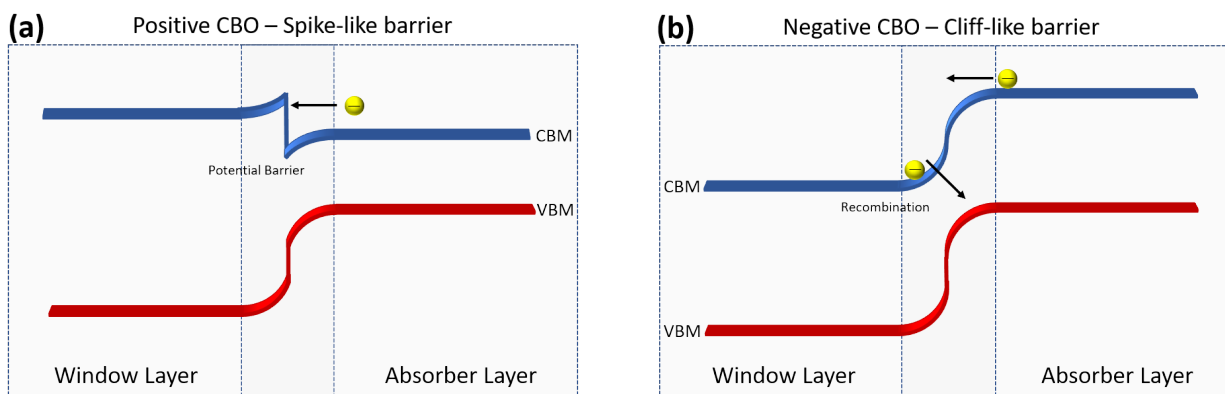 (a)
Positive CBO – Spike-like barrier
CBM
Potential Barrier
VBM
Window Layer
Absorber Layer
(b)
Negative CBO – Cliff-like barrier
CBM
Recombination
VBM
Window Layer
Absorber Layer